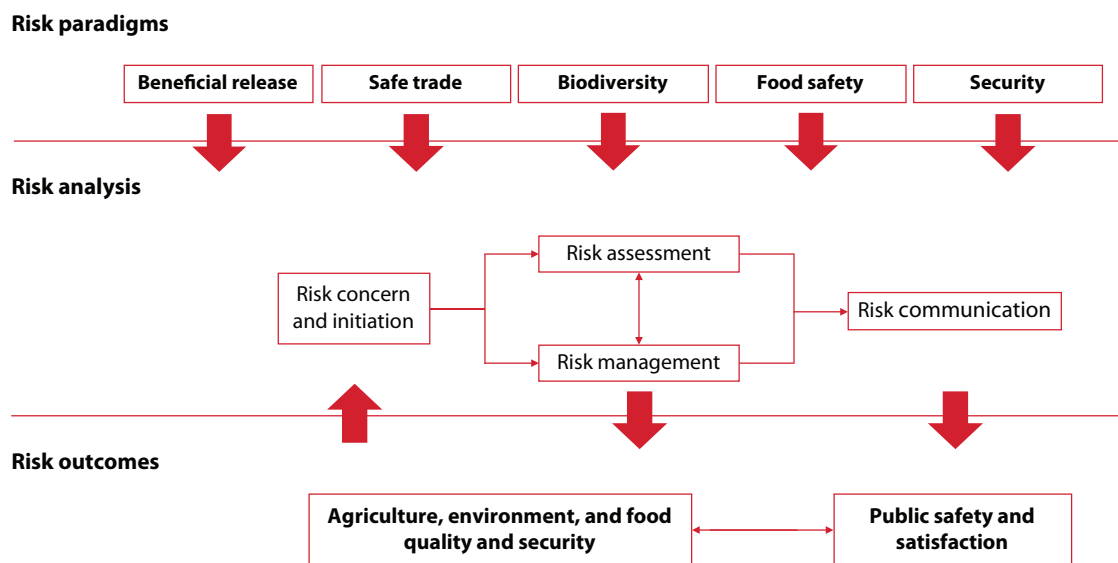 Risk paradigms
Beneficial release
Safe trade
Biodiversity
Food safety
Security
Risk analysis
Risk assessment
Risk concern
and initiation
Risk communication
Risk management
Risk outcomes
Agriculture, environment, and food
quality and security
Public safety and
satisfaction